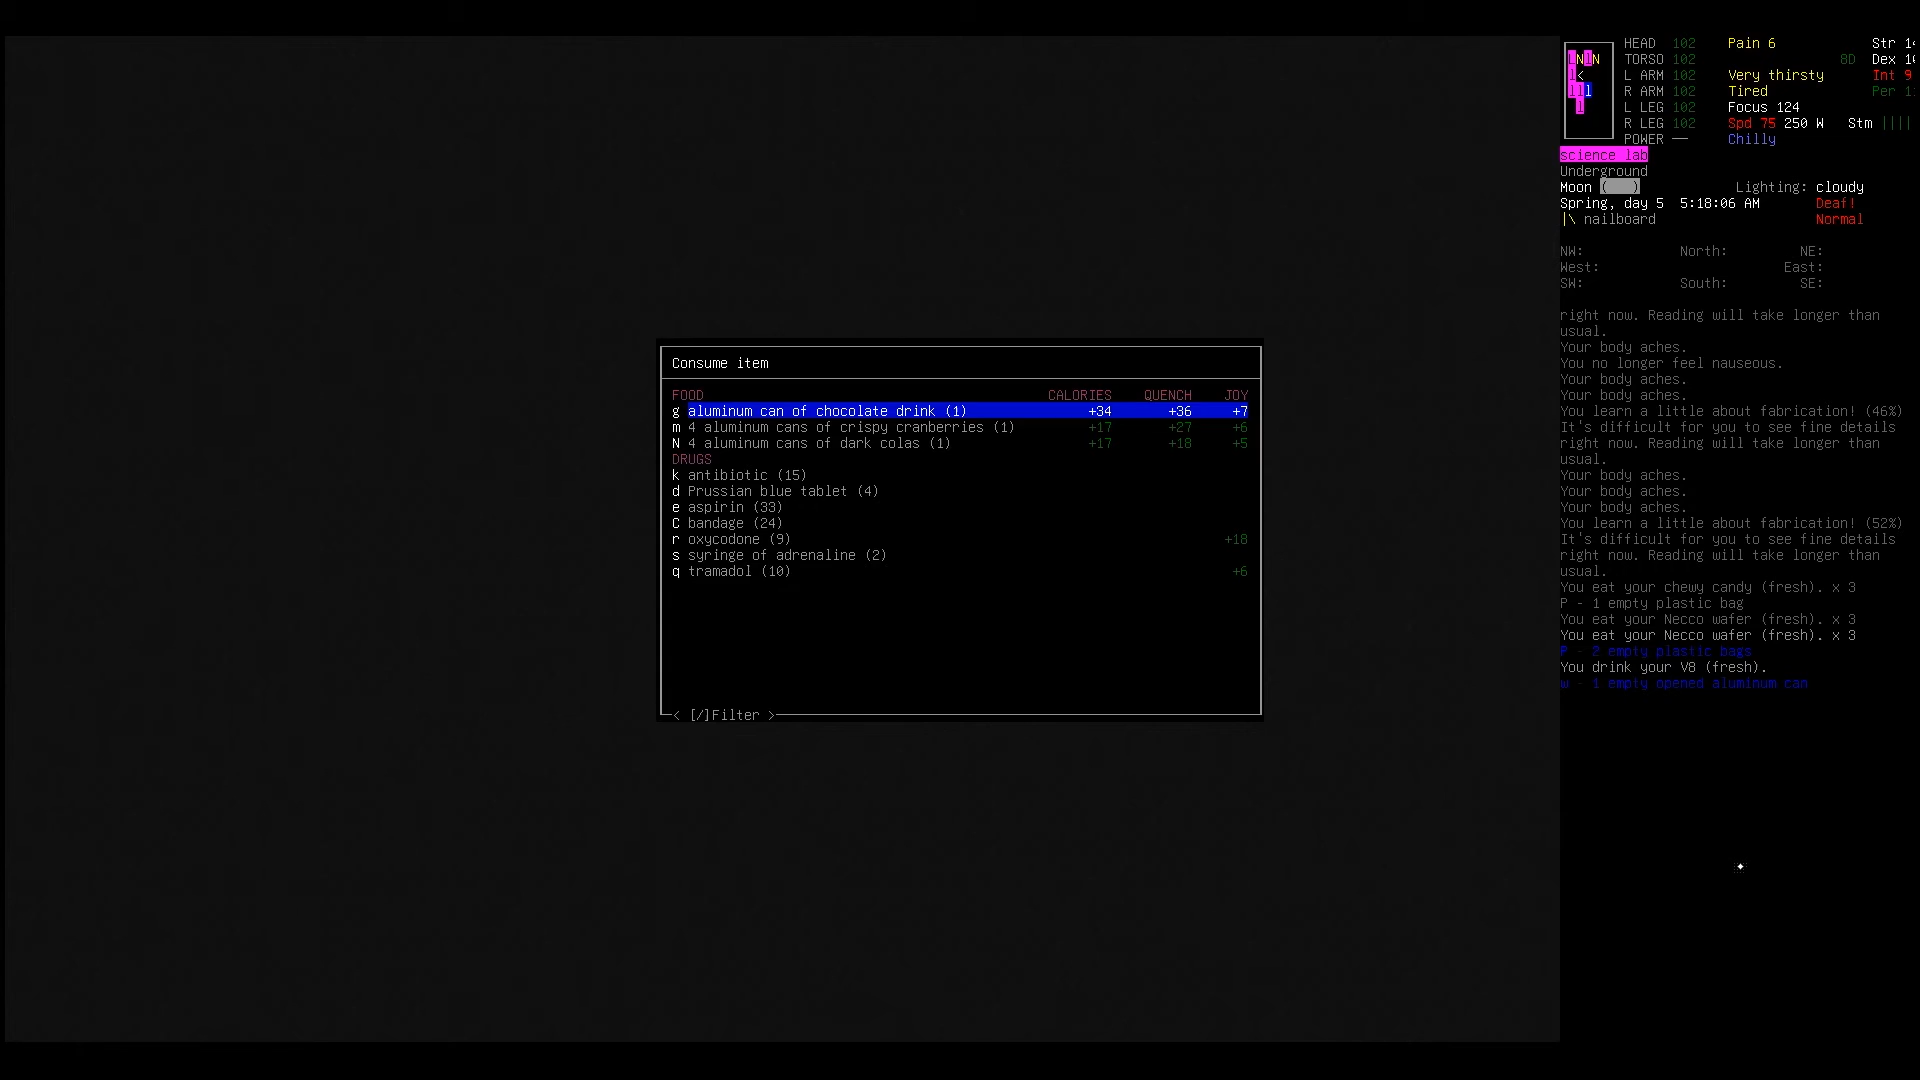 HEAD 102 Pain 6 Str 14
LN1N TORSO 102 8D Dex 10
l< L ARM 102 Very thirsty Int 9
lll R ARM 102 Tired Per 1
l L LEG 102 Focus 124
R LEG 102 Spd 75 250 W Stm ||||
POWER --
Chilly
science lab
Underground
Moon (   ) Lighting: cloudy
Spring, day 5 5:18:06 AM Deaf!
|\ nailboard Normal
NW: North: NE:
West: East:
SW: South: SE:
right now. Reading will take longer than
usual.
Your body aches.
You no longer feel nauseous.
Your body aches.
Your body aches.
You learn a little about fabrication! (46%)
It's difficult for you to see fine details
right now. Reading will take longer than
usual.
Your body aches.
Your body aches.
Your body aches.
You learn a little about fabrication! (52%)
It's difficult for you to see fine details
right now. Reading will take longer than
usual.
You eat your chewy candy (fresh). x 3
P - 1 empty plastic bag
You eat your Necco wafer (fresh). x 3
You eat your Necco wafer (fresh). x 3
P - 2 empty plastic bags
You drink your V8 (fresh).
w - 1 empty opened aluminum can
Consume item
FOOD CALORIES QUENCH JOY
g aluminum can of chocolate drink (1) +34 +36 +7
m 4 aluminum cans of crispy cranberries (1) +17 +27 +6
N 4 aluminum cans of dark colas (1) +17 +18 +5
DRUGS
k antibiotic (15)
d Prussian blue tablet (4)
e aspirin (33)
C bandage (24)
r oxycodone (9) +18
s syringe of adrenaline (2)
q tramadol (10) +6
< [/]Filter >